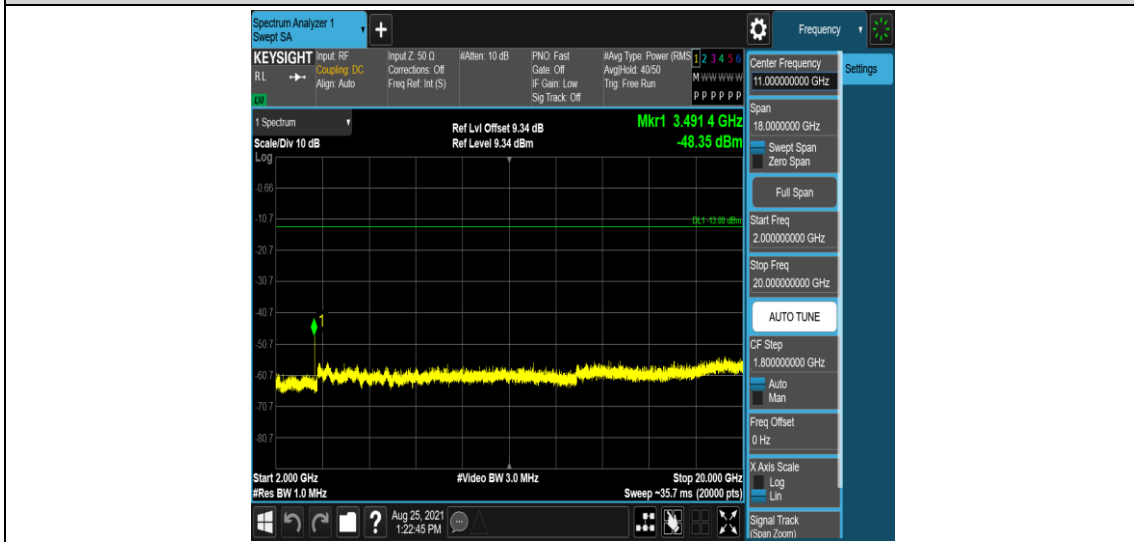 Spectrum Analyzer 1
Swept SA
+
Frequency
KEYSIGHT
RL
LXI
Input: RF
Coupling: DC
Align: Auto
Input Z: 50 Ω
Corrections: Off
Freq Ref: Int (S)
#Atten: 10 dB
PNO: Fast
Gate: Off
IF Gain: Low
Sig Track: Off
#Avg Type: Power (RMS
Avg|Hold: 40/50
Trig: Free Run
1 2 3 4 5 6
M W W W W W
P P P P P P
1 Spectrum
Scale/Div 10 dB
Log
Ref Lvl Offset 9.34 dB
Ref Level 9.34 dBm
Mkr1 3.491 4 GHz
-48.35 dBm
-0.66
-10.7
DL1 -13.00 dBm
-20.7
-30.7
-40.7
1
-50.7
-60.7
-70.7
-80.7
Start 2.000 GHz
#Res BW 1.0 MHz
#Video BW 3.0 MHz
Stop 20.000 GHz
Sweep ~35.7 ms (20000 pts)
?
Aug 25, 2021
1:22:45 PM
Center Frequency
11.000000000 GHz
Settings
Span
18.0000000 GHz
Swept Span
Zero Span
Full Span
Start Freq
2.000000000 GHz
Stop Freq
20.000000000 GHz
AUTO TUNE
CF Step
1.800000000 GHz
Auto
Man
Freq Offset
0 Hz
X Axis Scale
Log
Lin
Signal Track
(Span Zoom)